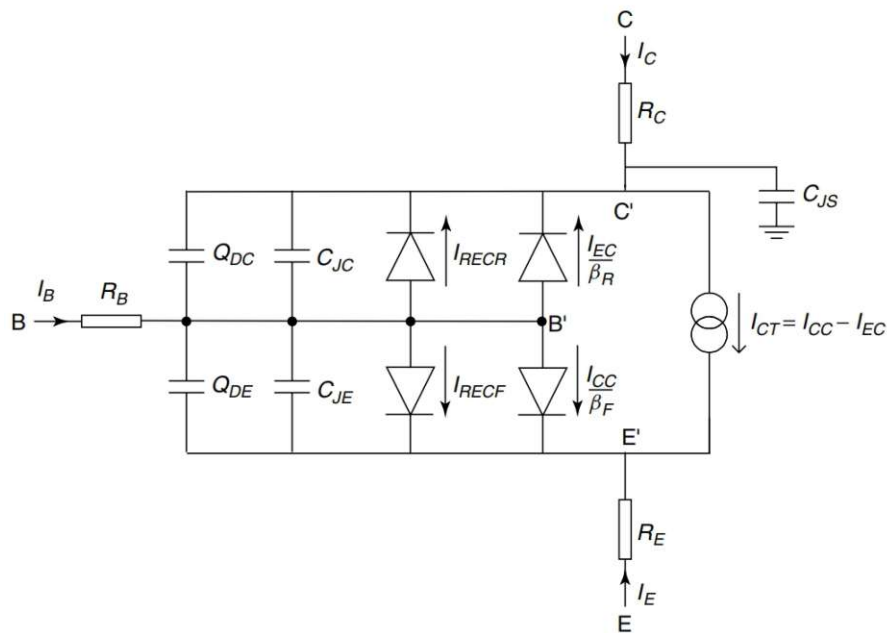 C
I_C
R_C
C'
C_JS
Q_DC
C_JC
I_RECR
I_EC
β_R
I_B
R_B
B
B'
I_CT = I_CC – I_EC
Q_DE
C_JE
I_RECF
I_CC
β_F
E'
R_E
I_E
E